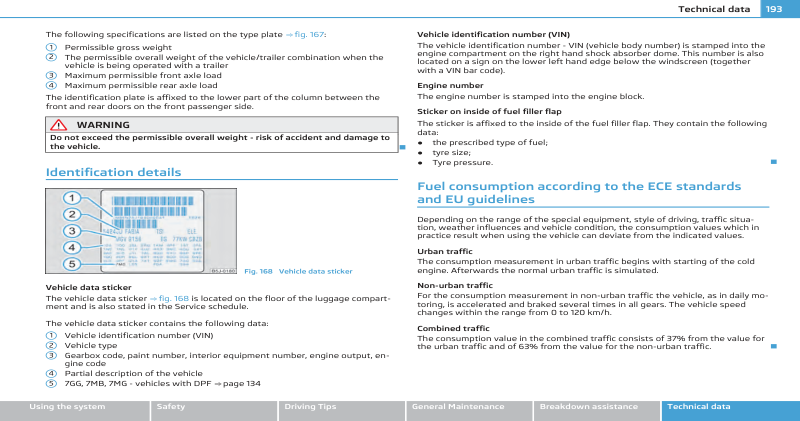 Technical data 193
The following specifications are listed on the type plate ⇒ fig. 167:
1 Permissible gross weight
2 The permissible overall weight of the vehicle/trailer combination when the
vehicle is being operated with a trailer
3 Maximum permissible front axle load
4 Maximum permissible rear axle load
The identification plate is affixed to the lower part of the column between the
front and rear doors on the front passenger side.
WARNING
Do not exceed the permissible overall weight - risk of accident and damage to
the vehicle.
Identification details
1
2
3
4
5
B5J-0180
Fig. 168 Vehicle data sticker
Vehicle data sticker
The vehicle data sticker ⇒ fig. 168 is located on the floor of the luggage compart-
ment and is also stated in the Service schedule.
The vehicle data sticker contains the following data:
1 Vehicle identification number (VIN)
2 Vehicle type
3 Gearbox code, paint number, interior equipment number, engine output, en-
gine code
4 Partial description of the vehicle
5 7GG, 7MB, 7MG - vehicles with DPF ⇒ page 134
Vehicle identification number (VIN)
The vehicle identification number - VIN (vehicle body number) is stamped into the
engine compartment on the right hand shock absorber dome. This number is also
located on a sign on the lower left hand edge below the windscreen (together
with a VIN bar code).
Engine number
The engine number is stamped into the engine block.
Sticker on inside of fuel filler flap
The sticker is affixed to the inside of the fuel filler flap. They contain the following
data:
● the prescribed type of fuel;
● tyre size;
● Tyre pressure.
Fuel consumption according to the ECE standards
and EU guidelines
Depending on the range of the special equipment, style of driving, traffic situa-
tion, weather influences and vehicle condition, the consumption values which in
practice result when using the vehicle can deviate from the indicated values.
Urban traffic
The consumption measurement in urban traffic begins with starting of the cold
engine. Afterwards the normal urban traffic is simulated.
Non-urban traffic
For the consumption measurement in non-urban traffic the vehicle, as in daily mo-
toring, is accelerated and braked several times in all gears. The vehicle speed
changes within the range from 0 to 120 km/h.
Combined traffic
The consumption value in the combined traffic consists of 37% from the value for
the urban traffic and of 63% from the value for the non-urban traffic.
Using the system Safety Driving Tips General Maintenance Breakdown assistance Technical data